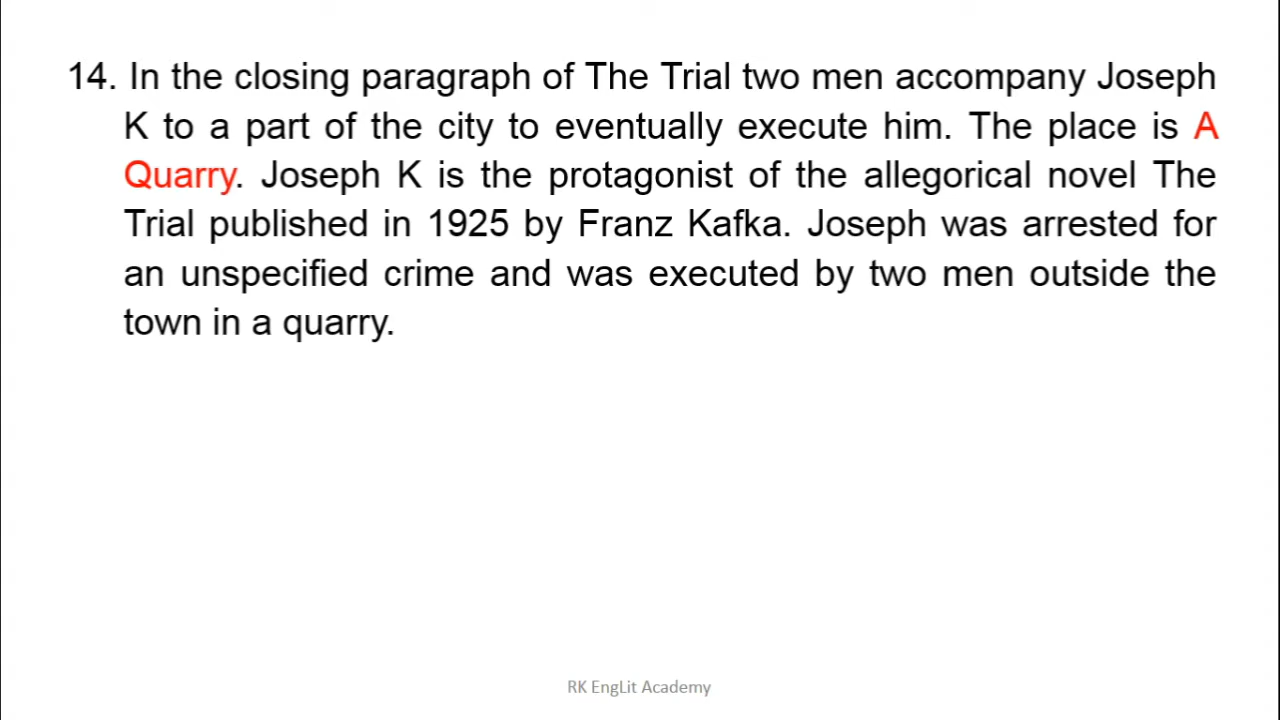 14. In the closing paragraph of The Trial two men accompany Joseph
K to a part of the city to eventually execute him. The place is A
Quarry. Joseph K is the protagonist of the allegorical novel The
Trial published in 1925 by Franz Kafka. Joseph was arrested for
an unspecified crime and was executed by two men outside the
town in a quarry.
RK EngLit Academy